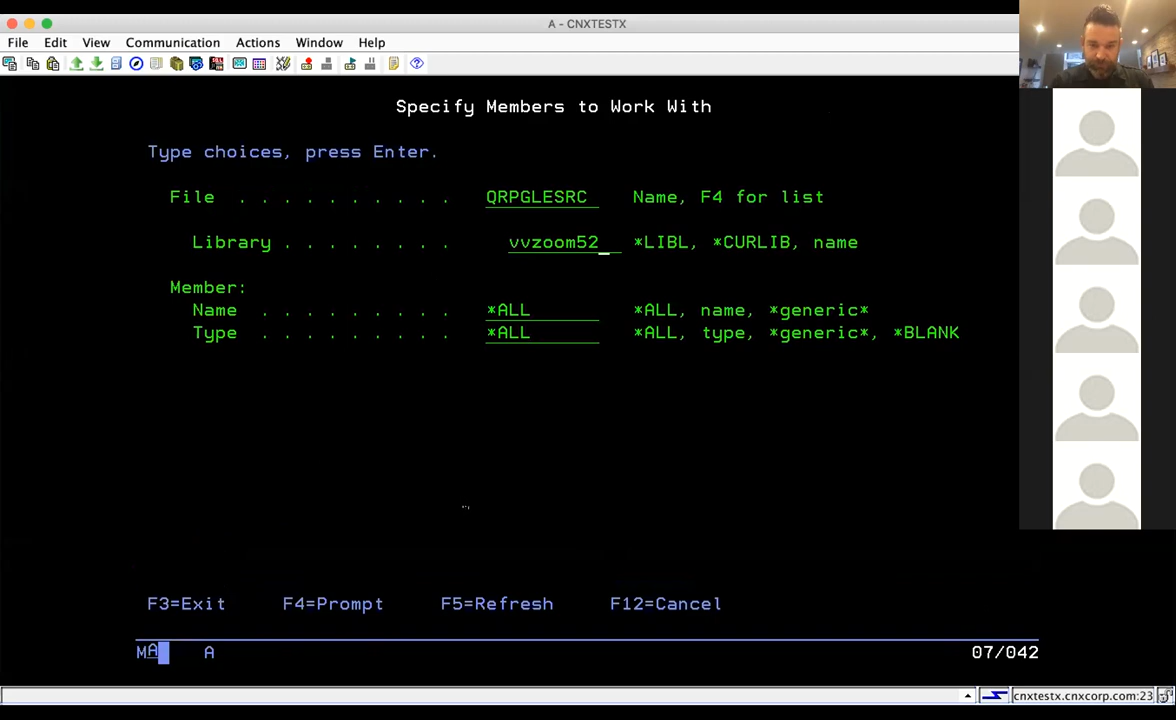 A - CNXTESTX
File Edit View Communication Actions Window Help
Specify Members to Work With
Type choices, press Enter.
File . . . . . . . . . . QRPGLESRC Name, F4 for list
Library . . . . . . . . vvzoom52_ *LIBL, *CURLIB, name
Member:
Name . . . . . . . . . *ALL *ALL, name, *generic*
Type . . . . . . . . . *ALL *ALL, type, *generic*, *BLANK
F3=Exit F4=Prompt F5=Refresh F12=Cancel
MA A 07/042
cnxtestx.cnxcorp.com:23